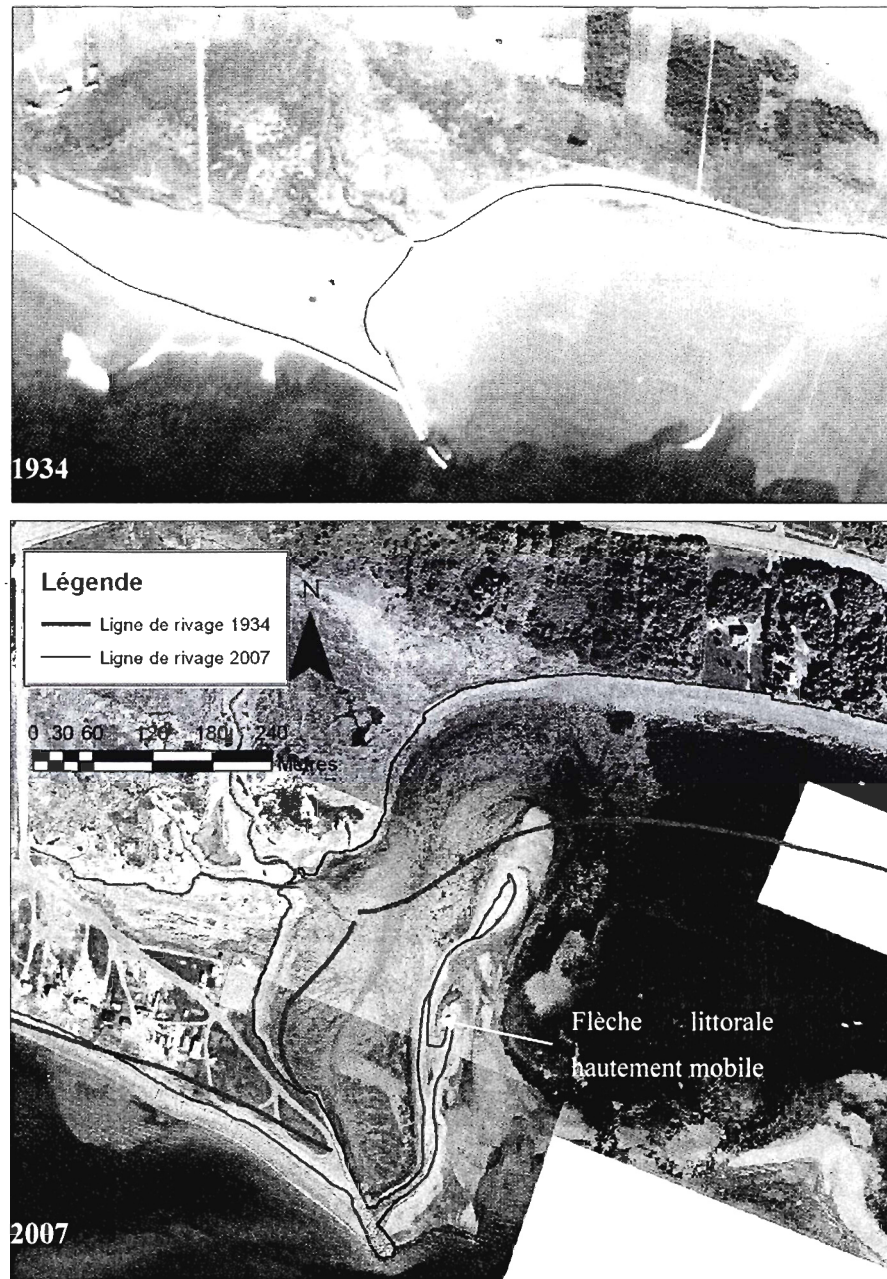 1934
Légende
N
Ligne de rivage 1934
Ligne de rivage 2007
0 30 60 120 180 240
Mètres
Flèche littorale
hautement mobile
2007